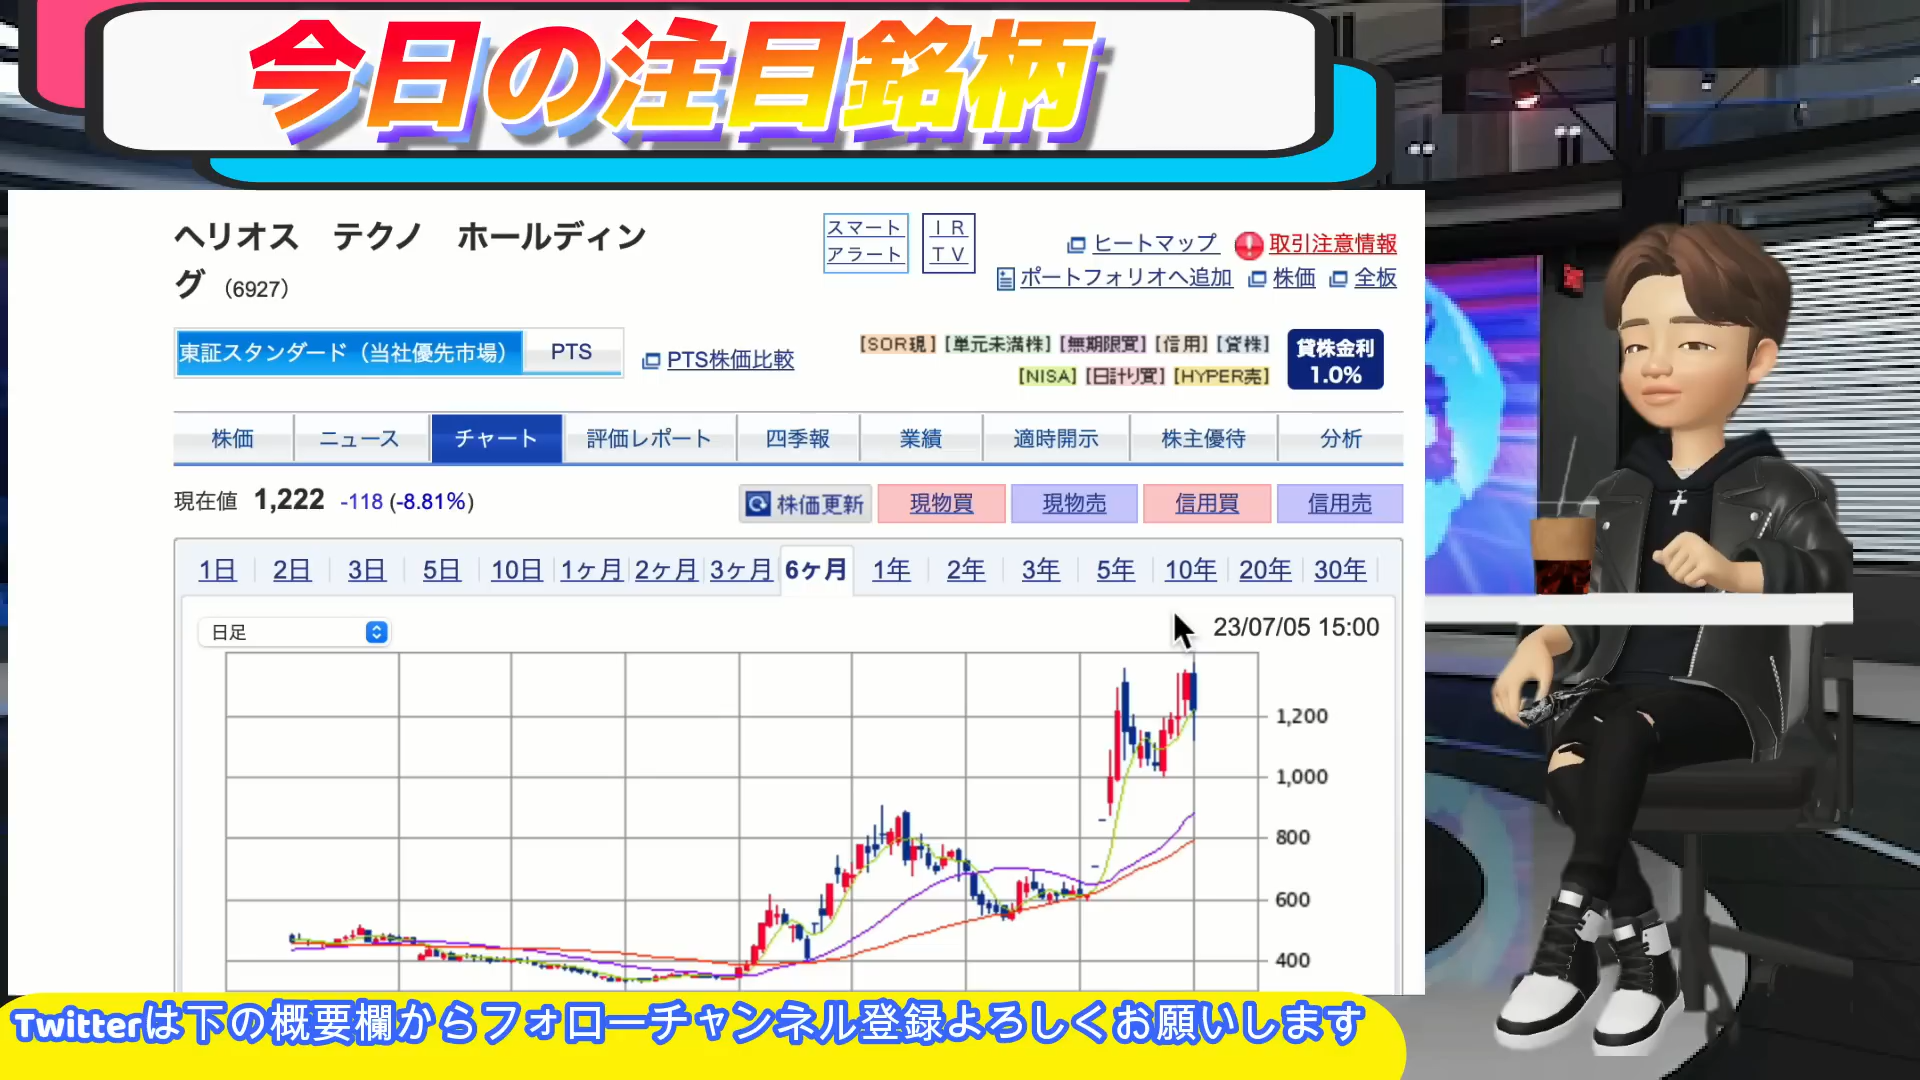 今日の注目銘柄
ヘリオス　テクノ　ホールディン
グ （6927）
スマート
アラート
ＩＲ
ＴＶ
ヒートマップ
取引注意情報
ポートフォリオへ追加
株価
全板
東証スタンダード（当社優先市場）
PTS
PTS株価比較
[SOR現] [単元未満株] [無期限買] [信用] [貸株]
[NISA] [日計り買] [HYPER売]
貸株金利
1.0%
株価 ニュース チャート 評価レポート 四季報 業績 適時開示 株主優待 分析
現在値 1,222 -118 (-8.81%)
株価更新 現物買 現物売 信用買 信用売
1日 2日 3日 5日 10日 1ヶ月 2ヶ月 3ヶ月 6ヶ月 1年 2年 3年 5年 10年 20年 30年
日足
23/07/05 15:00
1,200
1,000
800
600
400
Twitterは下の概要欄からフォローチャンネル登録よろしくお願いします